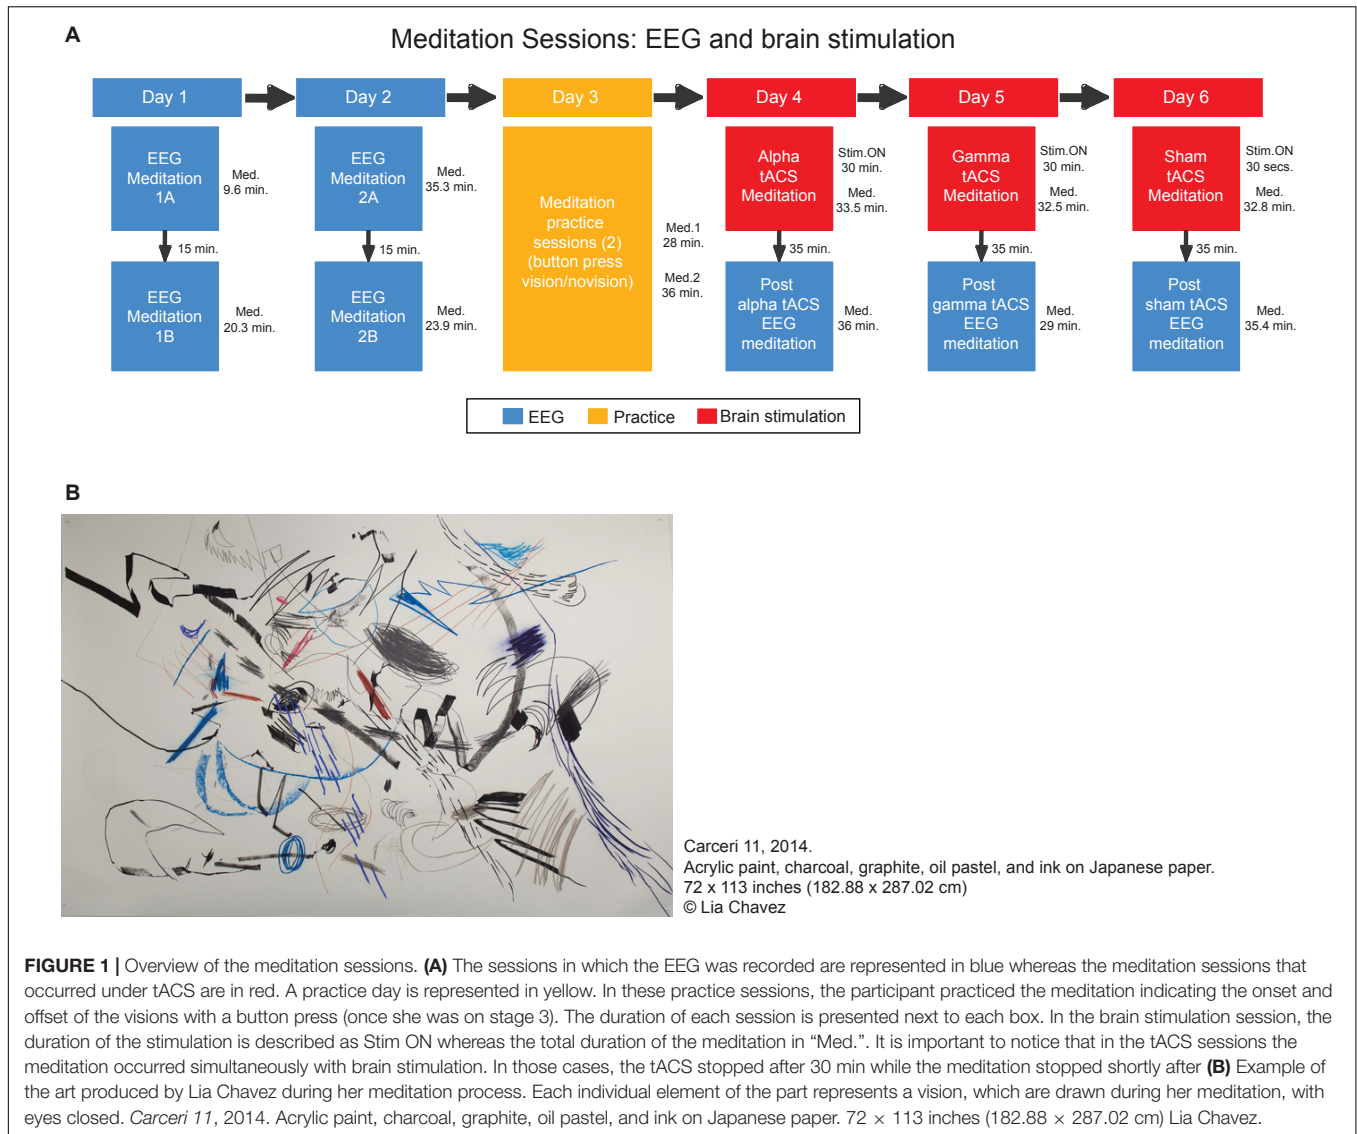 A
Meditation Sessions: EEG and brain stimulation
Day 1
Day 2
Day 3
Day 4
Day 5
Day 6
EEG
Meditation
1A
Med.
9.6 min.
15 min.
EEG
Meditation
1B
Med.
20.3 min.
EEG
Meditation
2A
Med.
35.3 min.
15 min.
EEG
Meditation
2B
Med.
23.9 min.
Meditation
practice
sessions (2)
(button press
vision/novision)
Med.1
28 min.
Med.2
36 min.
Alpha
tACS
Meditation
Stim.ON
30 min.
Med.
33.5 min.
35 min.
Post
alpha tACS
EEG
meditation
Med.
36 min.
Gamma
tACS
Meditation
Stim.ON
30 min.
Med.
32.5 min.
35 min.
Post
gamma tACS
EEG
meditation
Med.
29 min.
Sham
tACS
Meditation
Stim.ON
30 secs.
Med.
32.8 min.
35 min.
Post
sham tACS
EEG
meditation
Med.
35.4 min.
EEG
Practice
Brain stimulation
B
Carceri 11, 2014.
Acrylic paint, charcoal, graphite, oil pastel, and ink on Japanese paper.
72 x 113 inches (182.88 x 287.02 cm)
© Lia Chavez
FIGURE 1 | Overview of the meditation sessions. (A) The sessions in which the EEG was recorded are represented in blue whereas the meditation sessions that
occurred under tACS are in red. A practice day is represented in yellow. In these practice sessions, the participant practiced the meditation indicating the onset and
offset of the visions with a button press (once she was on stage 3). The duration of each session is presented next to each box. In the brain stimulation session, the
duration of the stimulation is described as Stim ON whereas the total duration of the meditation in “Med.”. It is important to notice that in the tACS sessions the
meditation occurred simultaneously with brain stimulation. In those cases, the tACS stopped after 30 min while the meditation stopped shortly after (B) Example of
the art produced by Lia Chavez during her meditation process. Each individual element of the part represents a vision, which are drawn during her meditation, with
eyes closed. Carceri 11, 2014. Acrylic paint, charcoal, graphite, oil pastel, and ink on Japanese paper. 72 × 113 inches (182.88 × 287.02 cm) Lia Chavez.